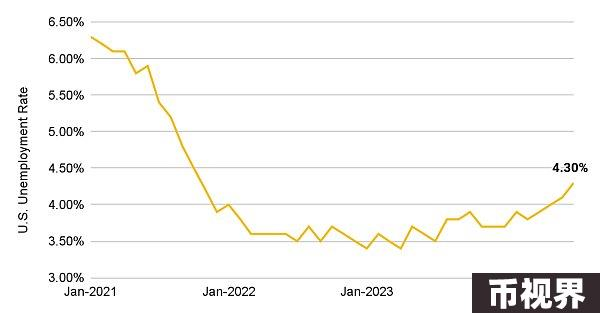 6.50%
6.00%
5.50%
5.00%
4.50%
4.00%
3.50%
3.00%
U.S. Unemployment Rate
4.30%
Jan-2021
Jan-2022
Jan-2023
币视界